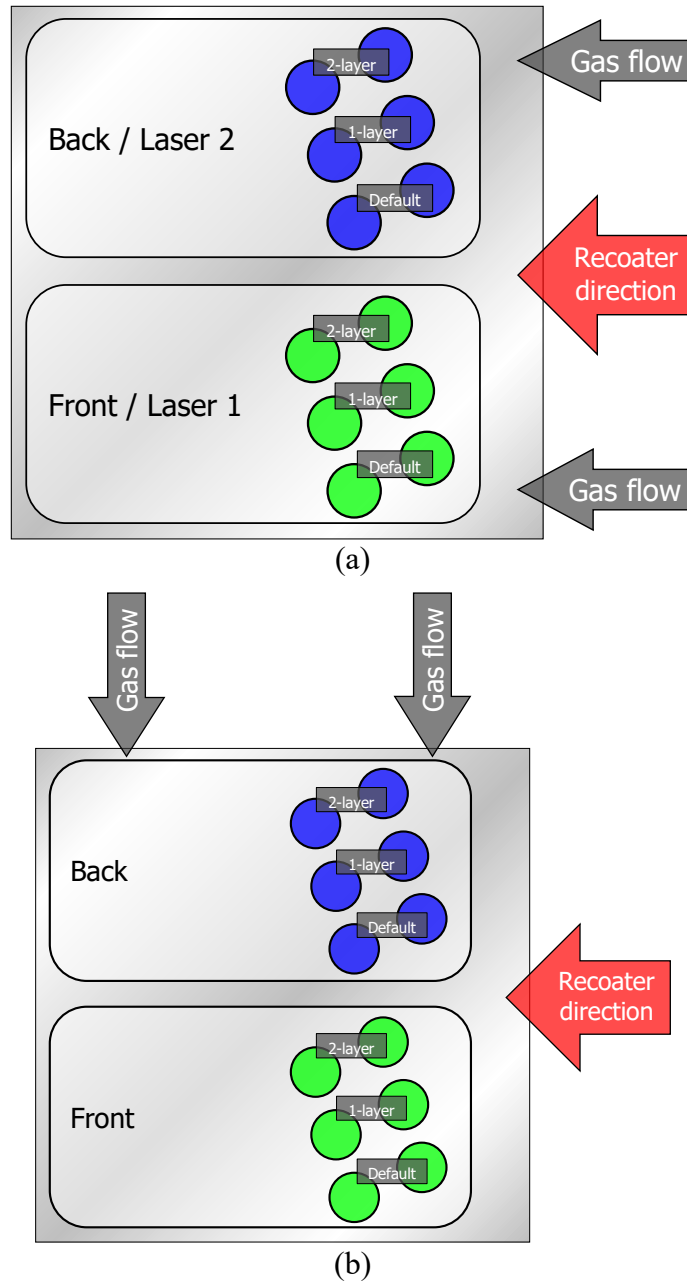 2-layer
Gas flow
Back / Laser 2
1-layer
Default
Recoater
direction
2-layer
Front / Laser 1
1-layer
Default
Gas flow
(a)
Gas flow
Gas flow
2-layer
Back
1-layer
Default
Recoater
direction
2-layer
Front
1-layer
Default
(b)